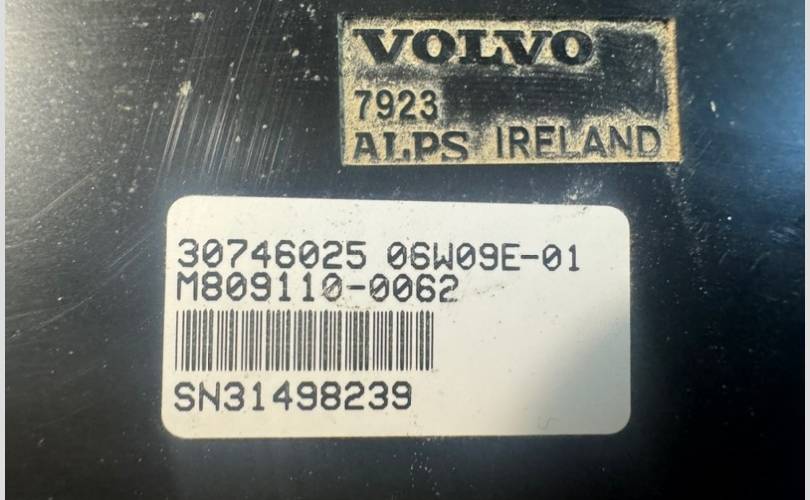 VOLVO
7923
ALPS IRELAND
30746025 06W09E-01
M809110-0062
SN31498239